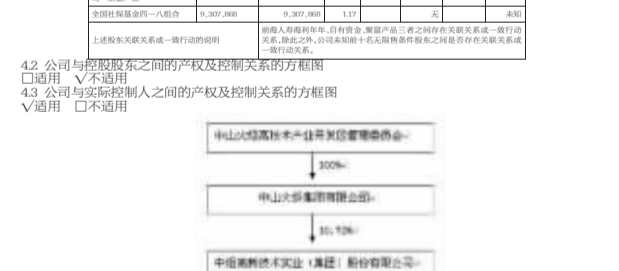 全国社保基金四一八组合 9,307,868 9,307,868 1.17 无 未知
上述股东关联关系或一致行动的说明
前海人寿海利年年、自有资金、聚富产品三者之间存在关联关系或一致行动
关系，除此之外，公司未知前十名无限售条件股东之间是否存在关联关系或
一致行动关系。
4.2 公司与控股股东之间的产权及控制关系的方框图
□适用 √不适用
4.3 公司与实际控制人之间的产权及控制关系的方框图
√适用 □不适用
中山火炬高技术产业开发区管理委员会
100%
中山火炬集团有限公司
10.72%
中炬高新技术实业（集团）股份有限公司